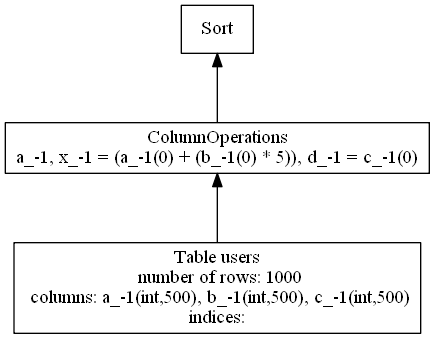 Sort
ColumnOperations
a_-1, x_-1 = (a_-1(0) + (b_-1(0) * 5)), d_-1 = c_-1(0)
Table users
number of rows: 1000
columns: a_-1(int,500), b_-1(int,500), c_-1(int,500)
indices: